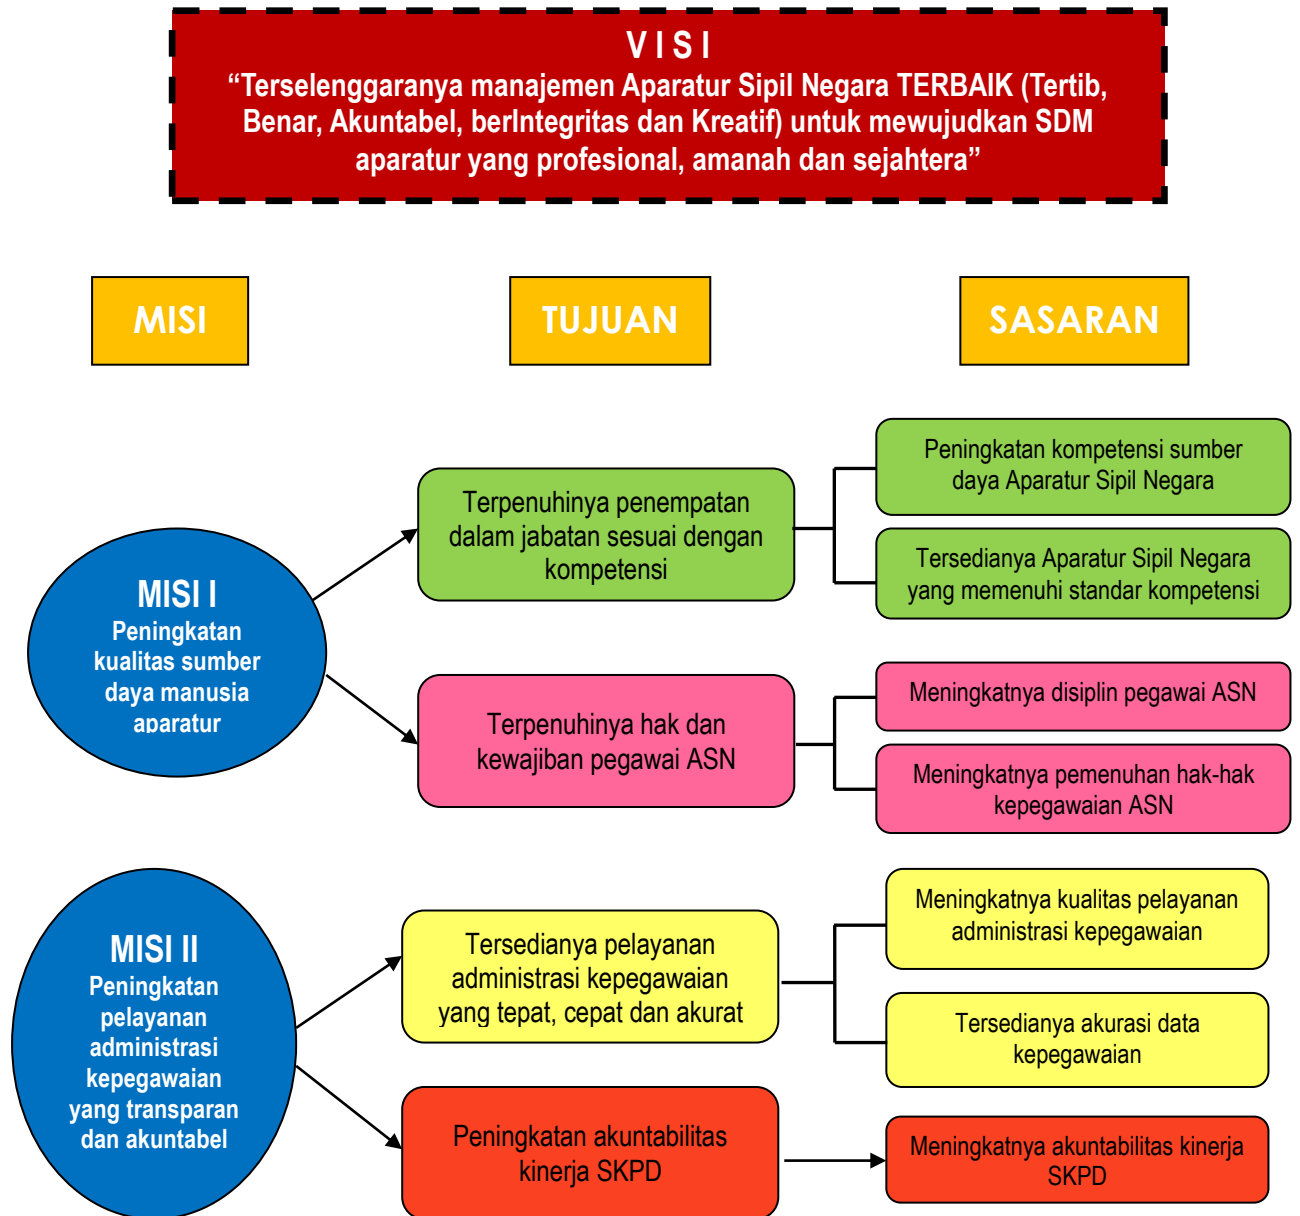 V I S I
“Terselenggaranya manajemen Aparatur Sipil Negara TERBAIK (Tertib,
Benar, Akuntabel, berIntegritas dan Kreatif) untuk mewujudkan SDM
aparatur yang profesional, amanah dan sejahtera”
MISI
TUJUAN
SASARAN
MISI I
Peningkatan
kualitas sumber
daya manusia
aparatur
Terpenuhinya penempatan
dalam jabatan sesuai dengan
kompetensi
Peningkatan kompetensi sumber
daya Aparatur Sipil Negara
Tersedianya Aparatur Sipil Negara
yang memenuhi standar kompetensi
Terpenuhinya hak dan
kewajiban pegawai ASN
Meningkatnya disiplin pegawai ASN
Meningkatnya pemenuhan hak-hak
kepegawaian ASN
MISI II
Peningkatan
pelayanan
administrasi
kepegawaian
yang transparan
dan akuntabel
Tersedianya pelayanan
administrasi kepegawaian
yang tepat, cepat dan akurat
Meningkatnya kualitas pelayanan
administrasi kepegawaian
Tersedianya akurasi data
kepegawaian
Peningkatan akuntabilitas
kinerja SKPD
Meningkatnya akuntabilitas kinerja
SKPD